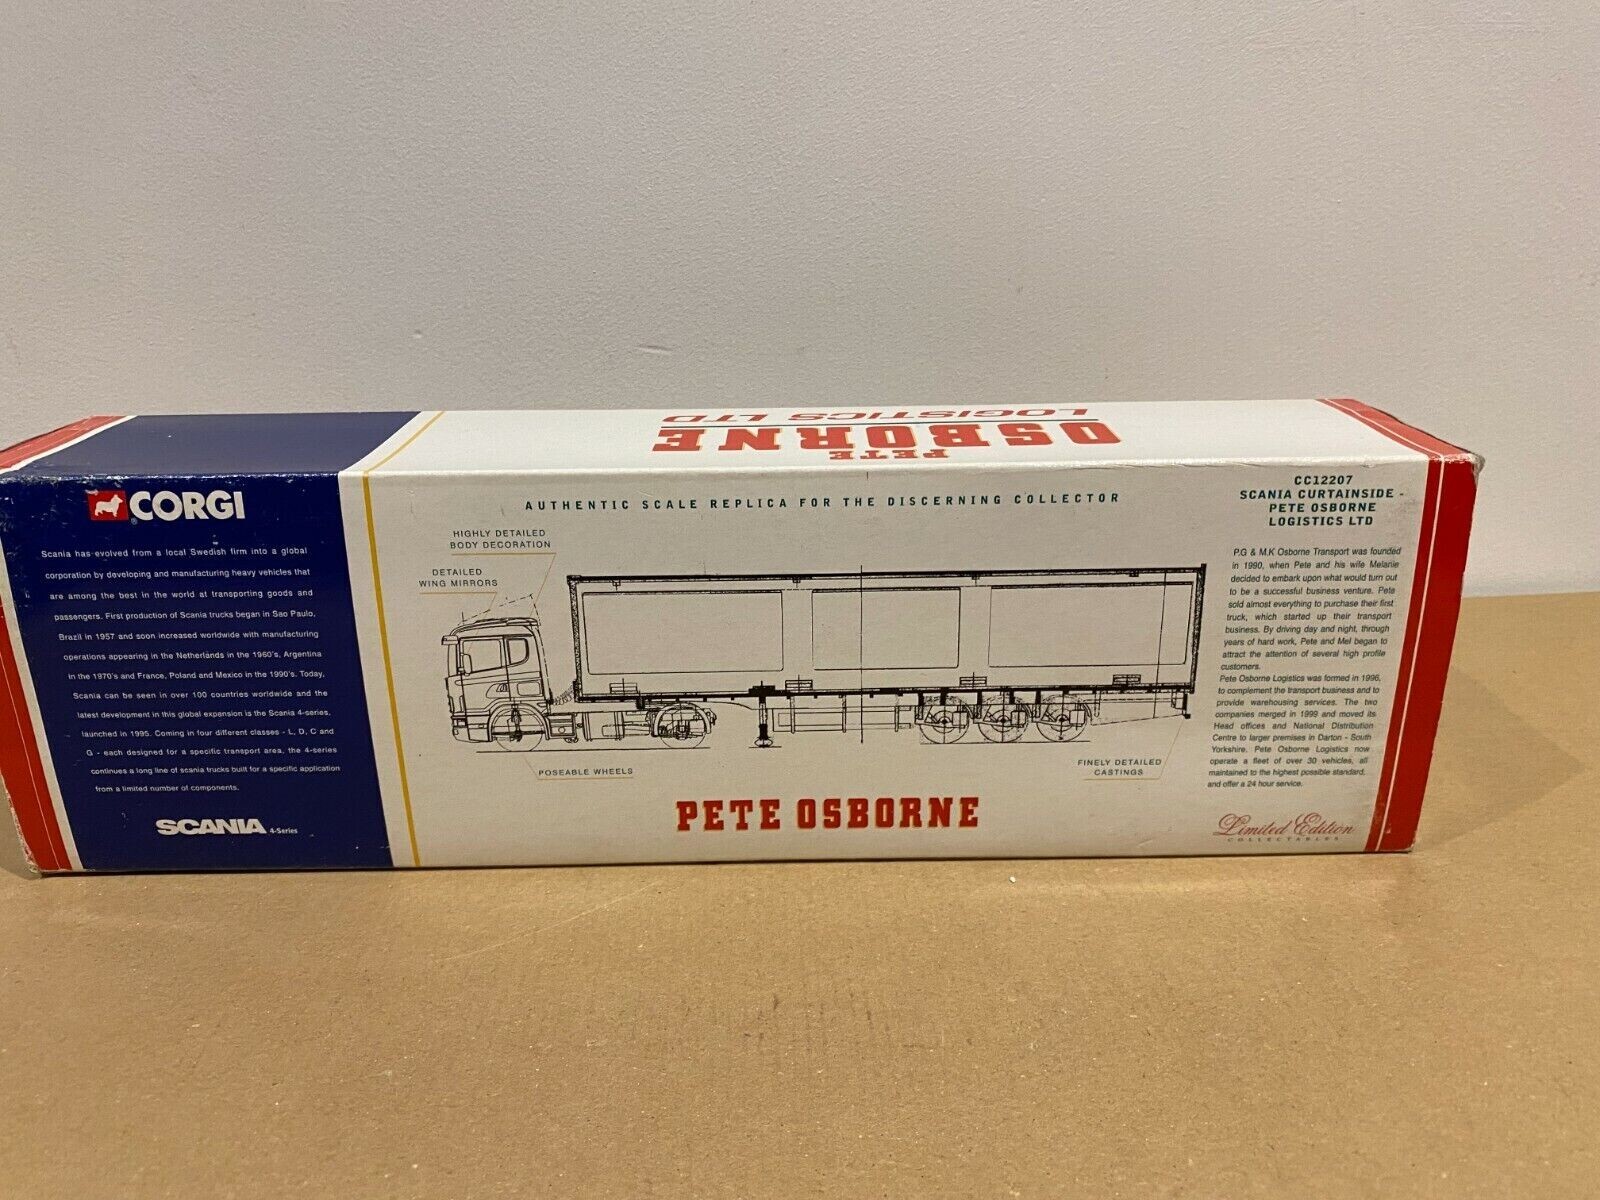 PETE
OSBORNE
LOGISTICS LTD
CORGI
Scania has evolved from a local Swedish firm into a global
corporation by developing and manufacturing heavy vehicles that
are among the best in the world at transporting goods and
passengers. First production of Scania trucks began in Sao Paulo,
Brazil in 1957 and soon increased worldwide with manufacturing
operations appearing in the Netherlands in the 1960's, Argentina
in the 1970's and France, Poland and Mexico in the 1990's. Today,
Scania can be seen in over 100 countries worldwide and the
latest development in this global expansion is the Scania 4-series,
launched in 1995. Coming in four different classes - L, D, C and
G - each designed for a specific transport area, the 4-series
continues a long line of scania trucks built for a specific application
from a limited number of components.
SCANIA 4-Series
AUTHENTIC SCALE REPLICA FOR THE DISCERNING COLLECTOR
HIGHLY DETAILED
BODY DECORATION
DETAILED
WING MIRRORS
POSEABLE WHEELS
FINELY DETAILED
CASTINGS
PETE OSBORNE
CC12207
SCANIA CURTAINSIDE -
PETE OSBORNE
LOGISTICS LTD
P.G & M.K Osborne Transport was founded
in 1990, when Pete and his wife Melanie
decided to embark upon what would turn out
to be a successful business venture. Pete
sold almost everything to purchase their first
truck, which started up their transport
business. By driving day and night, through
years of hard work, Pete and Mel began to
attract the attention of several high profile
customers.
Pete Osborne Logistics was formed in 1996,
to complement the transport business and to
provide warehousing services. The two
companies merged in 1999 and moved its
Head offices and National Distribution
Centre to larger premises in Darton - South
Yorkshire. Pete Osborne Logistics now
operate a fleet of over 30 vehicles, all
maintained to the highest possible standard,
and offer a 24 hour service.
Limited Edition
COLLECTABLES